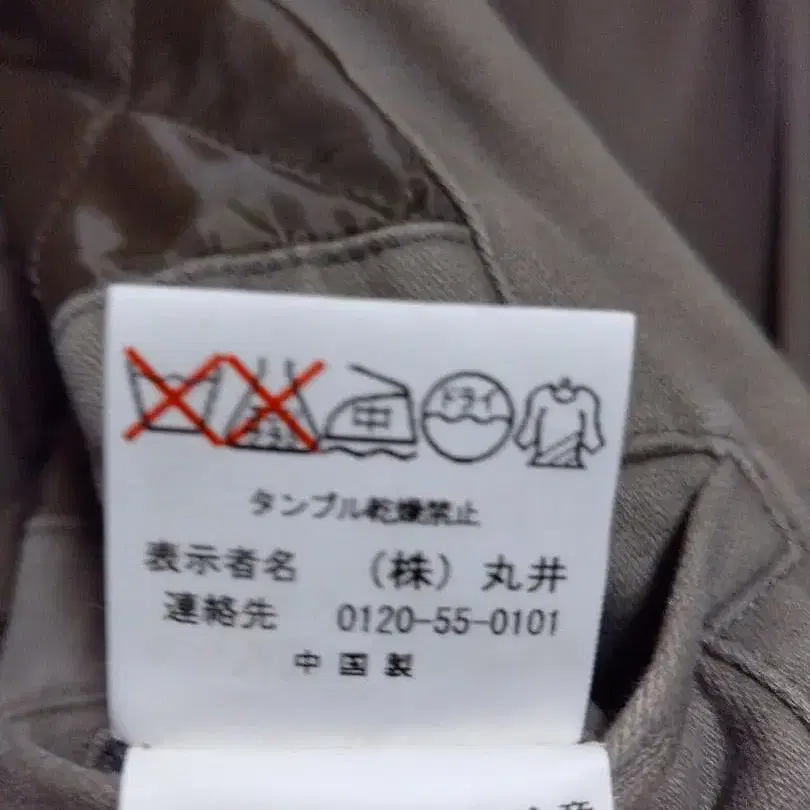 中 ドライ
タンブル乾燥禁止
表示者名 (株) 丸井
連絡先 0120-55-0101
中国製